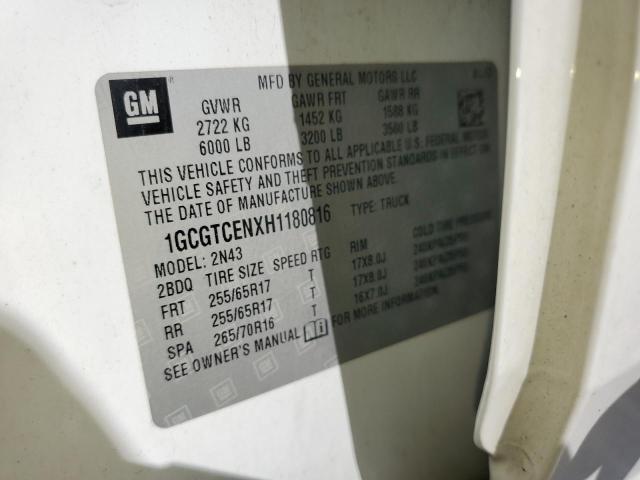 GM
MFD BY GENERAL MOTORS LLC
GVWR GAWR FRT GAWR RR
2722 KG 1452 KG 1588 KG
6000 LB 3200 LB 3500 LB
THIS VEHICLE CONFORMS TO ALL APPLICABLE U.S. FEDERAL MOTOR
VEHICLE SAFETY AND THEFT PREVENTION STANDARDS IN EFFECT ON
THE DATE OF MANUFACTURE SHOWN ABOVE.
1GCGTCENXH1180816 TYPE: TRUCK
MODEL: 2N43
2BDQ TIRE SIZE SPEED RTG RIM COLD TIRE PRESSURE
FRT 255/65R17 T 17X8.0J
RR 255/65R17 T 17X8.0J
SPA 265/70R16 T 16X7.0J
SEE OWNER'S MANUAL FOR MORE INFORMATION.